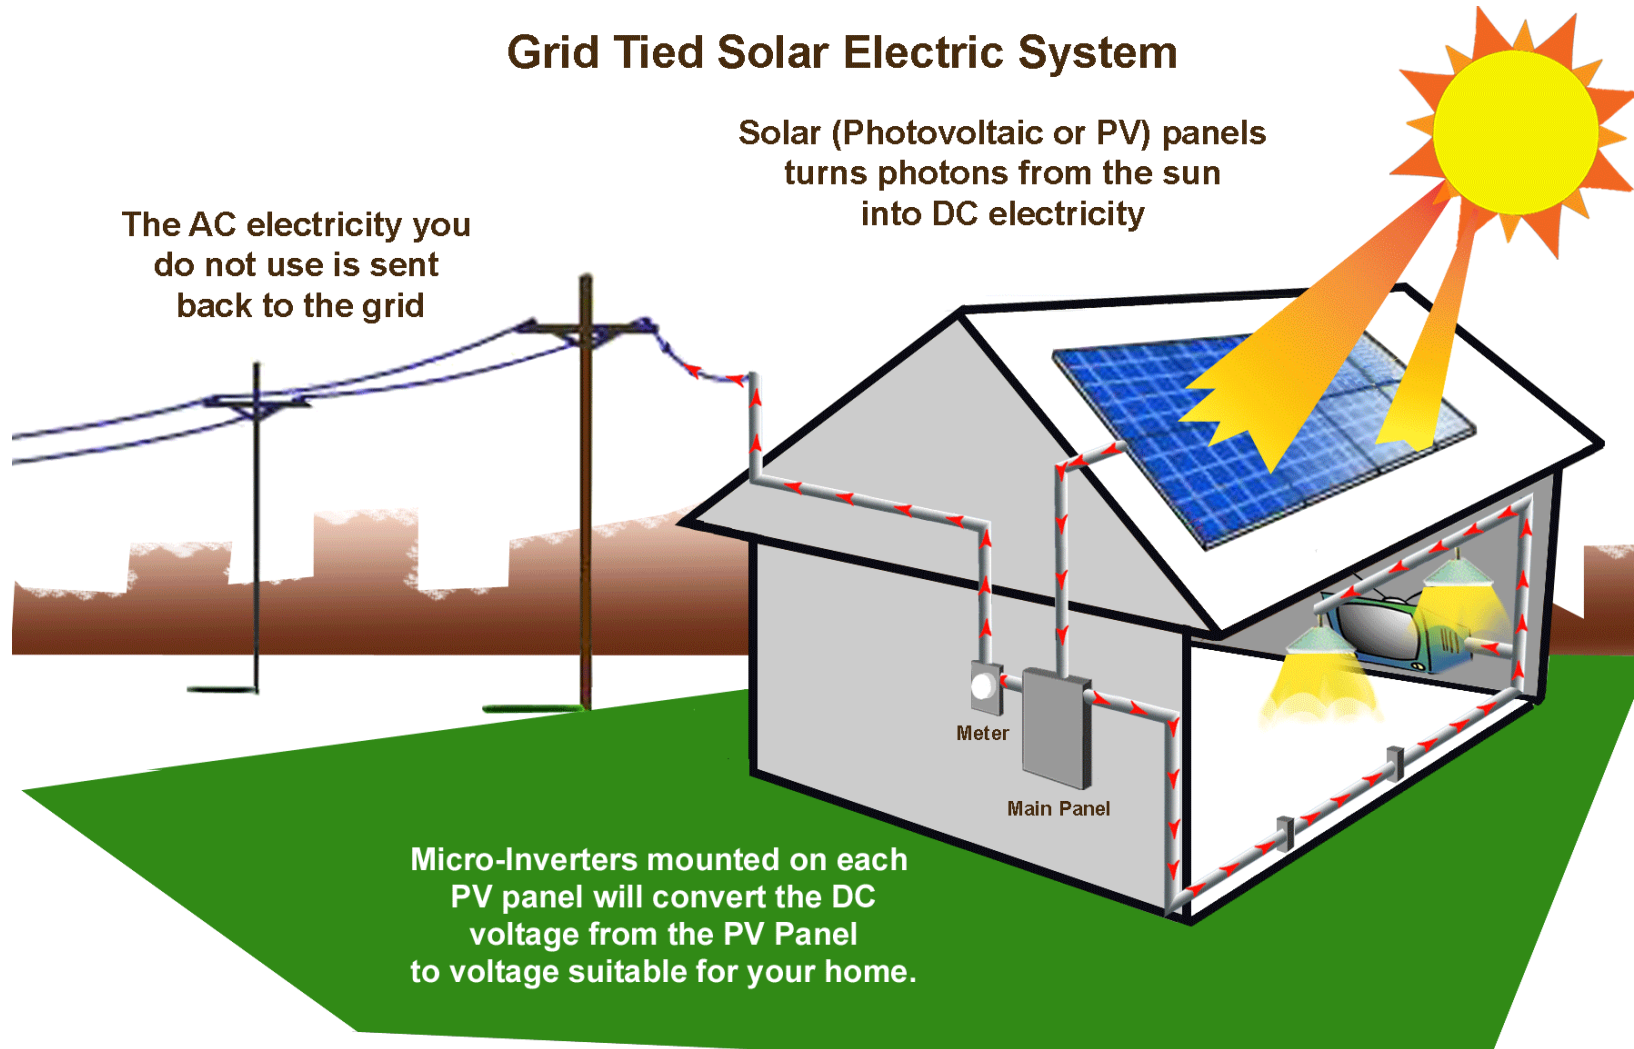 Grid Tied Solar Electric System
Solar (Photovoltaic or PV) panels
turns photons from the sun
into DC electricity
The AC electricity you
do not use is sent
back to the grid
Meter
Main Panel
Micro-Inverters mounted on each
PV panel will convert the DC
voltage from the PV Panel
to voltage suitable for your home.